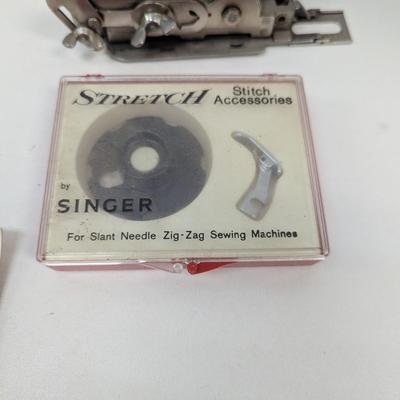 STRETCH Stitch
Accessories
by
SINGER
For Slant Needle Zig-Zag Sewing Machines